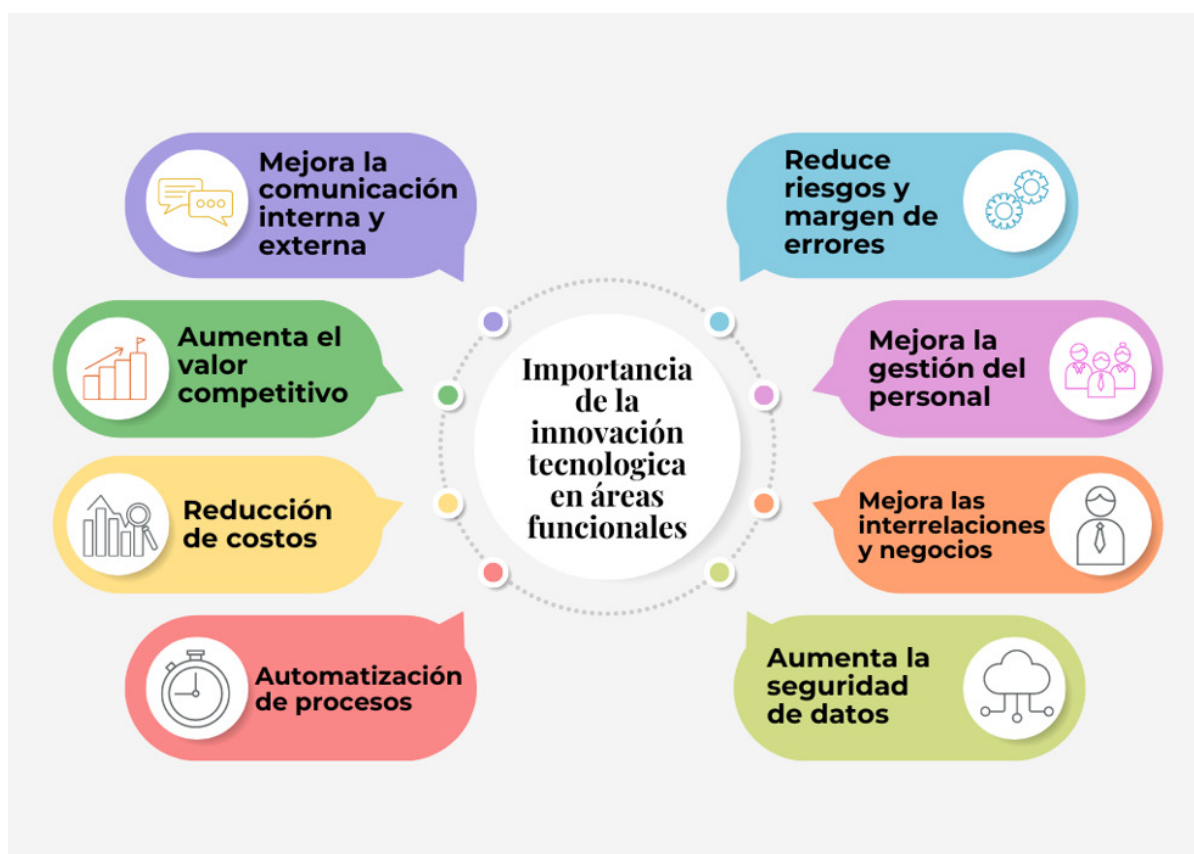 Mejora la
comunicación
interna y
externa
Aumenta el
valor
competitivo
Reducción
de costos
Automatización
de procesos
Importancia
de la
innovación
tecnologica
en áreas
funcionales
Reduce
riesgos y
margen de
errores
Mejora la
gestión del
personal
Mejora las
interrelaciones
y negocios
Aumenta la
seguridad
de datos